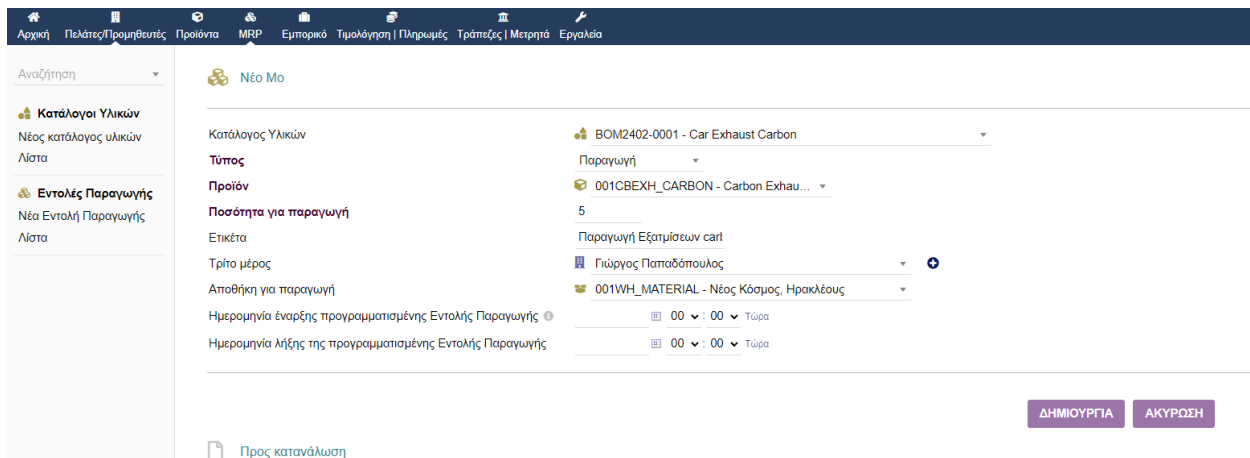 Αρχική Πελάτες/Προμηθευτές Προϊόντα MRP Εμπορικό Τιμολόγηση | Πληρωμές Τράπεζες | Μετρητά Εργαλεία
Αναζήτηση
Κατάλογοι Υλικών
Νέος κατάλογος υλικών
Λίστα
Εντολές Παραγωγής
Νέα Εντολή Παραγωγής
Λίστα
Νέο Mo
Κατάλογος Υλικών BOM2402-0001 - Car Exhaust Carbon
Τύπος Παραγωγή
Προϊόν 001CBEXH_CARBON - Carbon Exhau...
Ποσότητα για παραγωγή 5
Ετικέτα Παραγωγή Εξατμίσεων carb
Τρίτο μέρος Γιώργος Παπαδόπουλος
Αποθήκη για παραγωγή 001WH_MATERIAL - Νέος Κόσμος, Ηρακλέους
Ημερομηνία έναρξης προγραμματισμένης Εντολής Παραγωγής 00 : 00 Τώρα
Ημερομηνία λήξης της προγραμματισμένης Εντολής Παραγωγής 00 : 00 Τώρα
ΔΗΜΙΟΥΡΓΙΑ ΑΚΥΡΩΣΗ
Προς κατανάλωση